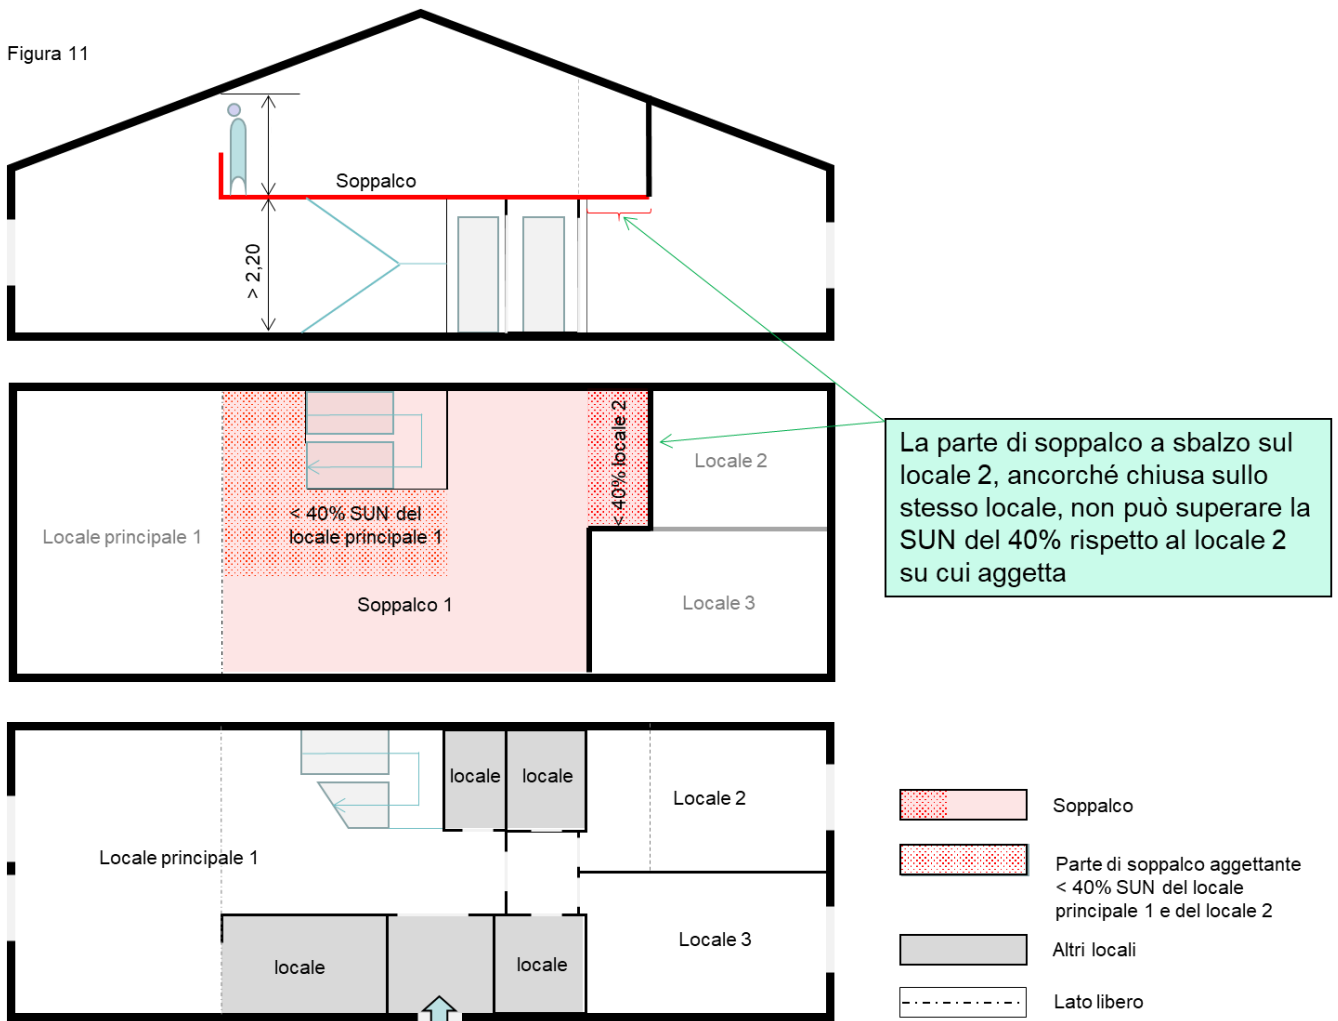 Figura 11
Soppalco
> 2,20
< 40% locale 2
Locale 2
< 40% SUN del
locale principale 1
Locale principale 1
Soppalco 1
Locale 3
La parte di soppalco a sbalzo sul
locale 2, ancorché chiusa sullo
stesso locale, non può superare la
SUN del 40% rispetto al locale 2
su cui aggetta
locale
locale
Locale 2
Locale principale 1
Locale 3
locale
locale
Soppalco
Parte di soppalco aggettante
< 40% SUN del locale
principale 1 e del locale 2
Altri locali
Lato libero